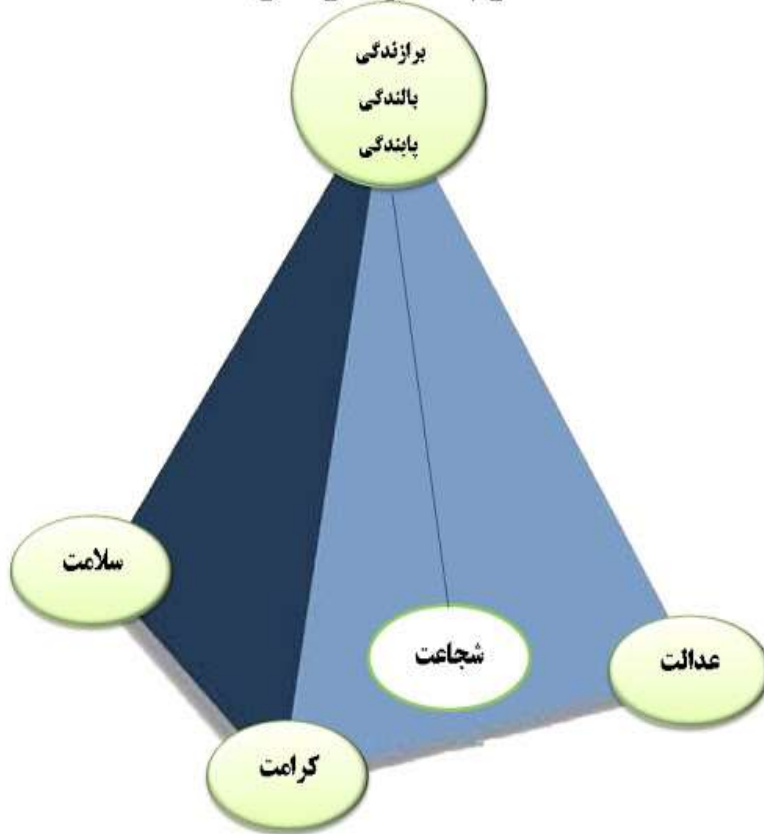 برازندگی
بالندگی
پایندگی
سلامت
شجاعت
عدالت
کرامت